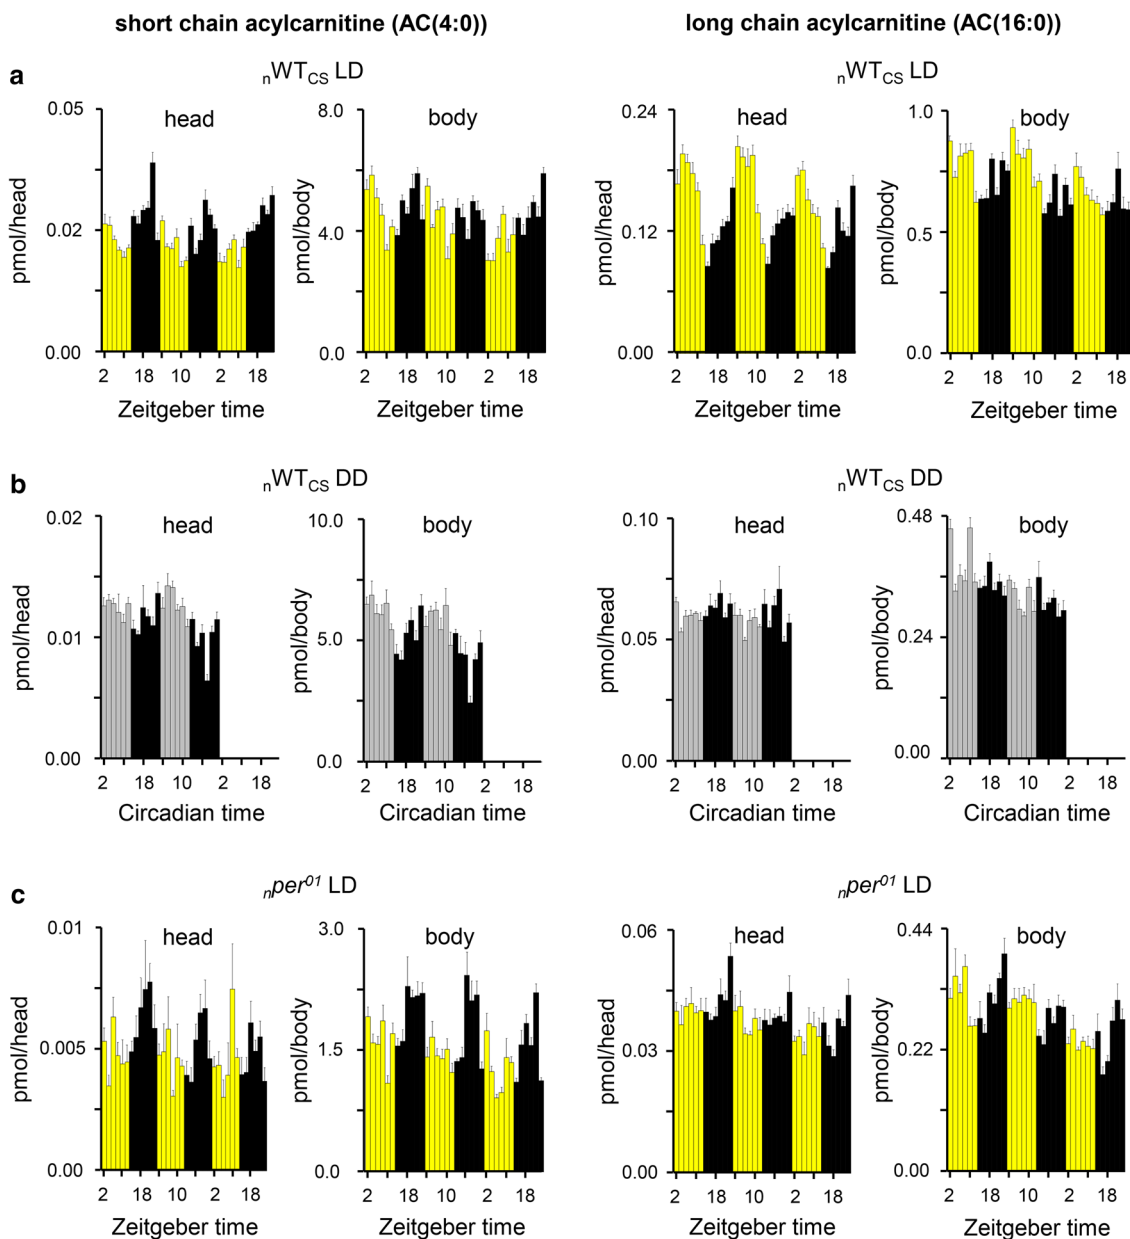 short chain acylcarnitine (AC(4:0)) long chain acylcarnitine (AC(16:0))
a
nWTCS LD nWTCS LD
head body head body
0.05 8.0 0.24 1.0
pmol/head pmol/body pmol/head pmol/body
0.02 4.0 0.12 0.5
0.00 0.0 0.00 0.0
2 18 10 2 18 2 18 10 2 18 2 18 10 2 18 2 18 10 2 18
Zeitgeber time Zeitgeber time Zeitgeber time Zeitgeber time
b
nWTCS DD nWTCS DD
head body head body
0.02 10.0 0.10 0.48
pmol/head pmol/body pmol/head pmol/body
0.01 5.0 0.05 0.24
0.00 0.0 0.00 0.00
2 18 10 2 18 2 18 10 2 18 2 18 10 2 18 2 18 10 2 18
Circadian time Circadian time Circadian time Circadian time
c
nper01 LD nper01 LD
head body head body
0.01 3.0 0.06 0.44
pmol/head pmol/body pmol/head pmol/body
0.005 1.5 0.03 0.22
0.00 0.0 0.00 0.00
2 18 10 2 18 2 18 10 2 18 2 18 10 2 18 2 18 10 2 18
Zeitgeber time Zeitgeber time Zeitgeber time Zeitgeber time